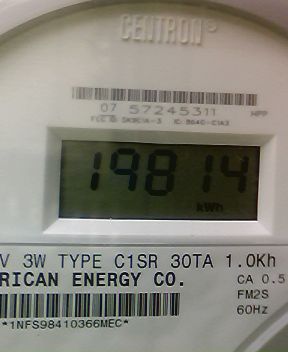 CENTRON®
07 57245311 HPP
19814
kWh
V 3W TYPE C1SR 30TA 1.0Kh
RICAN ENERGY CO. CA 0.5
FM2S
60Hz
*1NFS98410366MEC*